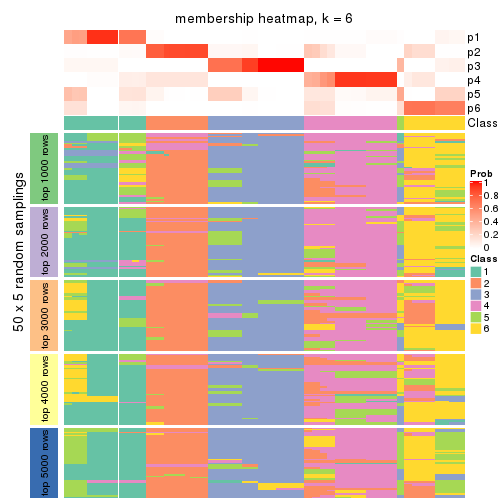 membership heatmap, k = 6
p1
p2
p3
p4
p5
p6
Class
50 x 5 random samplings
top 1000 rows
top 2000 rows
top 3000 rows
top 4000 rows
top 5000 rows
Prob
1
0.8
0.6
0.4
0.2
0
Class
1
2
3
4
5
6